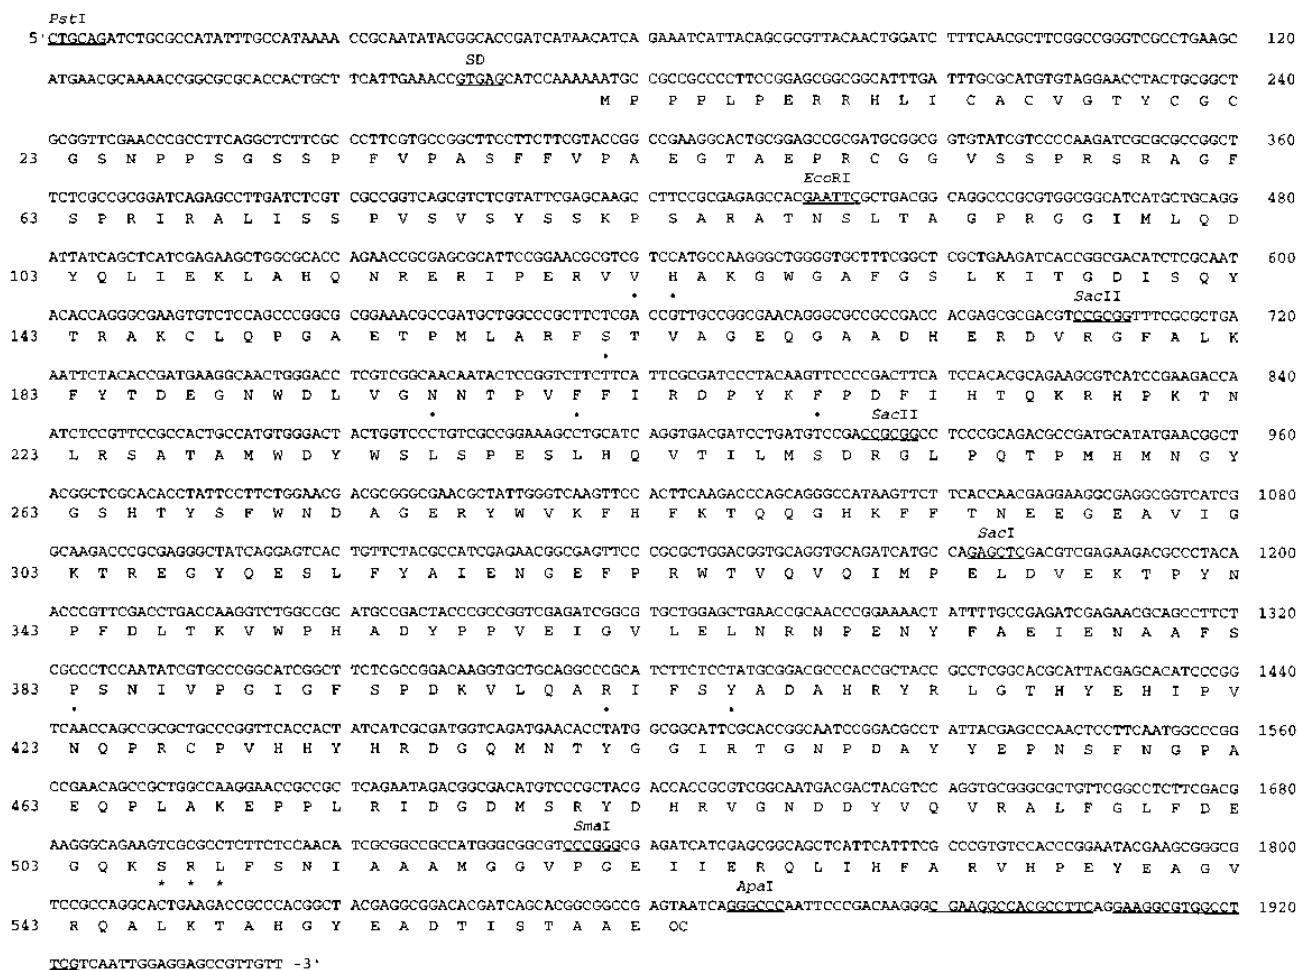 PstI
5'CTGCAGATCTGCGCCATATTTGCCATAAAA CCGCAATATACGGCACCGATCATAACATCA GAAATCATTACAGCGCGTTACAACTGGATC TTTCAACGCTTCGGCCGGGTCGCCTGAAGC 120
SD
ATGAACGCAAAACCGGCGCGCACCACTGCTT TCATTGAAACCGTGAGCATCCAAAAAATGC CGCCGCCCCTTCCGGAGCGGCGGCATTTGA TTTGCGCATGTGTAGGAACCTACTGCGGCT 240
M P P P L P E R R H L I C A C V G T Y C G C
GCGGTTCGAACCCGCCTTCAGGCTCTTCGC CCTTCGTGCCGGCTTCCTTCTTCGTACCGG CCGAAGGCACTGCGGAGCCGCGATGCGGCG GTGTATCGTCCCCAAGATCGCGCGCCGGCT 360
23 G S N P P S G S S P F V P A S F F V P A E G T A E P R C G G V S S P R S R A G F
EcoRI
TCTCGCCGCGGATCAGAGCCTTGATCTCGT CGCCGGTCAGCGTCTCGTATTCGAGCAAGC CTTCCGCGAGAGCCACGAATTCGCTGACGG CAGGCCCGCGTGGCGGCATCATGCTGCAGG 480
63 S P R I R A L I S S P V S V S Y S S K P S A R A T N S L T A G P R G G I M L Q D
ATTATCAGCTCATCGAGAAGCTGGCGCACC AGAACCGCGAGCGCATTCCGGAACGCGTCG TCCATGCCAAGGGCTGGGGTGCTTTCGGCT CGCTGAAGATCACCGGCGACATCTCGCAAT 600
103 Y Q L I E K L A H Q N R E R I P E R V V H A K G W G A F G S L K I T G D I S Q Y
SacII
ACACCAGGGCGAAGTGTCTCCAGCCCGGCG CGGAAACGCCGATGCTGGCCCGCTTCTCGA CCGTTGCCGGCGAACAGGGCGCCGCCGACC ACGAGCGCGACGTCCGCGGTTTCGCGCTGA 720
143 T R A K C L Q P G A E T P M L A R F S T V A G E Q G A A D H E R D V R G F A L K
AATTCTACACCGATGAAGGCAACTGGGACC TCGTCGGCAACAATACTCCGGTCTTCTTCA TTCGCGATCCCTACAAGTTCCCCGACTTCA TCCACACGCAGAAGCGTCATCCGAAGACCA 840
183 F Y T D E G N W D L V G N N T P V F F I R D P Y K F P D F I H T Q K R H P K T N
SacII
ATCTCCGTTCCGCCACTGCCATGTGGGACT ACTGGTCCCTGTCGCCGGAAAGCCTGCATC AGGTGACGATCCTGATGTCCGACCGCGGCC TCCCGCAGACGCCGATGCATATGAACGGCT 960
223 L R S A T A M W D Y W S L S P E S L H Q V T I L M S D R G L P Q T P M H M N G Y
ACGGCTCGCACACCTATTCCTTCTGGAACG ACGCGGGCGAACGCTATTGGGTCAAGTTCC ACTTCAAGACCCAGCAGGGCCATAAGTTCT TCACCAACGAGGAAGGCGAGGCGGTCATCG 1080
263 G S H T Y S F W N D A G E R Y W V K F H F K T Q Q G H K F F T N E E G E A V I G
SacI
GCAAGACCCGCGAGGGCTATCAGGAGTCAC TGTTCTACGCCATCGAGAACGGCGAGTTCC CGCGCTGGACGGTGCAGGTGCAGATCATGC CAGAGCTCGACGTCGAGAAGACGCCCTACA 1200
303 K T R E G Y Q E S L F Y A I E N G E F P R W T V Q V Q I M P E L D V E K T P Y N
ACCCGTTCGACCTGACCAAGGTCTGGCCGC ATGCCGACTACCCGCCGGTCGAGATCGGCG TGCTGGAGCTGAACCGCAACCCGGAAAACT ATTTTGCCGAGATCGAGAACGCAGCCTTCT 1320
343 P F D L T K V W P H A D Y P P V E I G V L E L N R N P E N Y F A E I E N A A F S
CGCCCTCCAATATCGTGCCCGGCATCGGCT TCTCGCCGGACAAGGTGCTGCAGGCCCGCA TCTTCTCCTATGCGGACGCCCACCGCTACC GCCTCGGCACGCATTACGAGCACATCCCGG 1440
383 P S N I V P G I G F S P D K V L Q A R I F S Y A D A H R Y R L G T H Y E H I P V
TCAACCAGCCGCGCTGCCCGGTTCACCACT ATCATCGCGATGGTCAGATGAACACCTATG GCGGCATTCGCACCGGCAATCCGGACGCCT ATTACGAGCCCAACTCCTTCAATGGCCCGG 1560
423 N Q P R C P V H H Y H R D G Q M N T Y G G I R T G N P D A Y Y E P N S F N G P A
CCGAACAGCCGCTGGCCAAGGAACCGCCGC TCAGAATAGACGGCGACATGTCCCGCTACG ACCACCGCGTCGGCAATGACGACTACGTCC AGGTGCGGGCGCTGTTCGGCCTCTTCGACG 1680
463 E Q P L A K E P P L R I D G D M S R Y D H R V G N D D Y V Q V R A L F G L F D E
SmaI
AAGGGCAGAAGTCGCGCCTCTTCTCCAACA TCGCGGCCGCCATGGGCGGCGTCCCGGGCG AGATCATCGAGCGGCAGCTCATTCATTTCG CCCGTGTCCACCCGGAATACGAAGCGGGCG 1800
503 G Q K S R L F S N I A A A M G G V P G E I I E R Q L I H F A R V H P E Y E A G V
* * *
ApaI
TCCGCCAGGCACTGAAGACCGCCCACGGCT ACGAGGCGGACACGATCAGCACGGCGGCCG AGTAATCAGGGCCCAATTCCCGACAAGGGC CGAAGGCCACGCCTTCAGGAAGGCGTGGCCT 1920
543 R Q A L K T A H G Y E A D T I S T A A E OC
TCGTCAATTGGAGGAGCCGTTGTT -3'